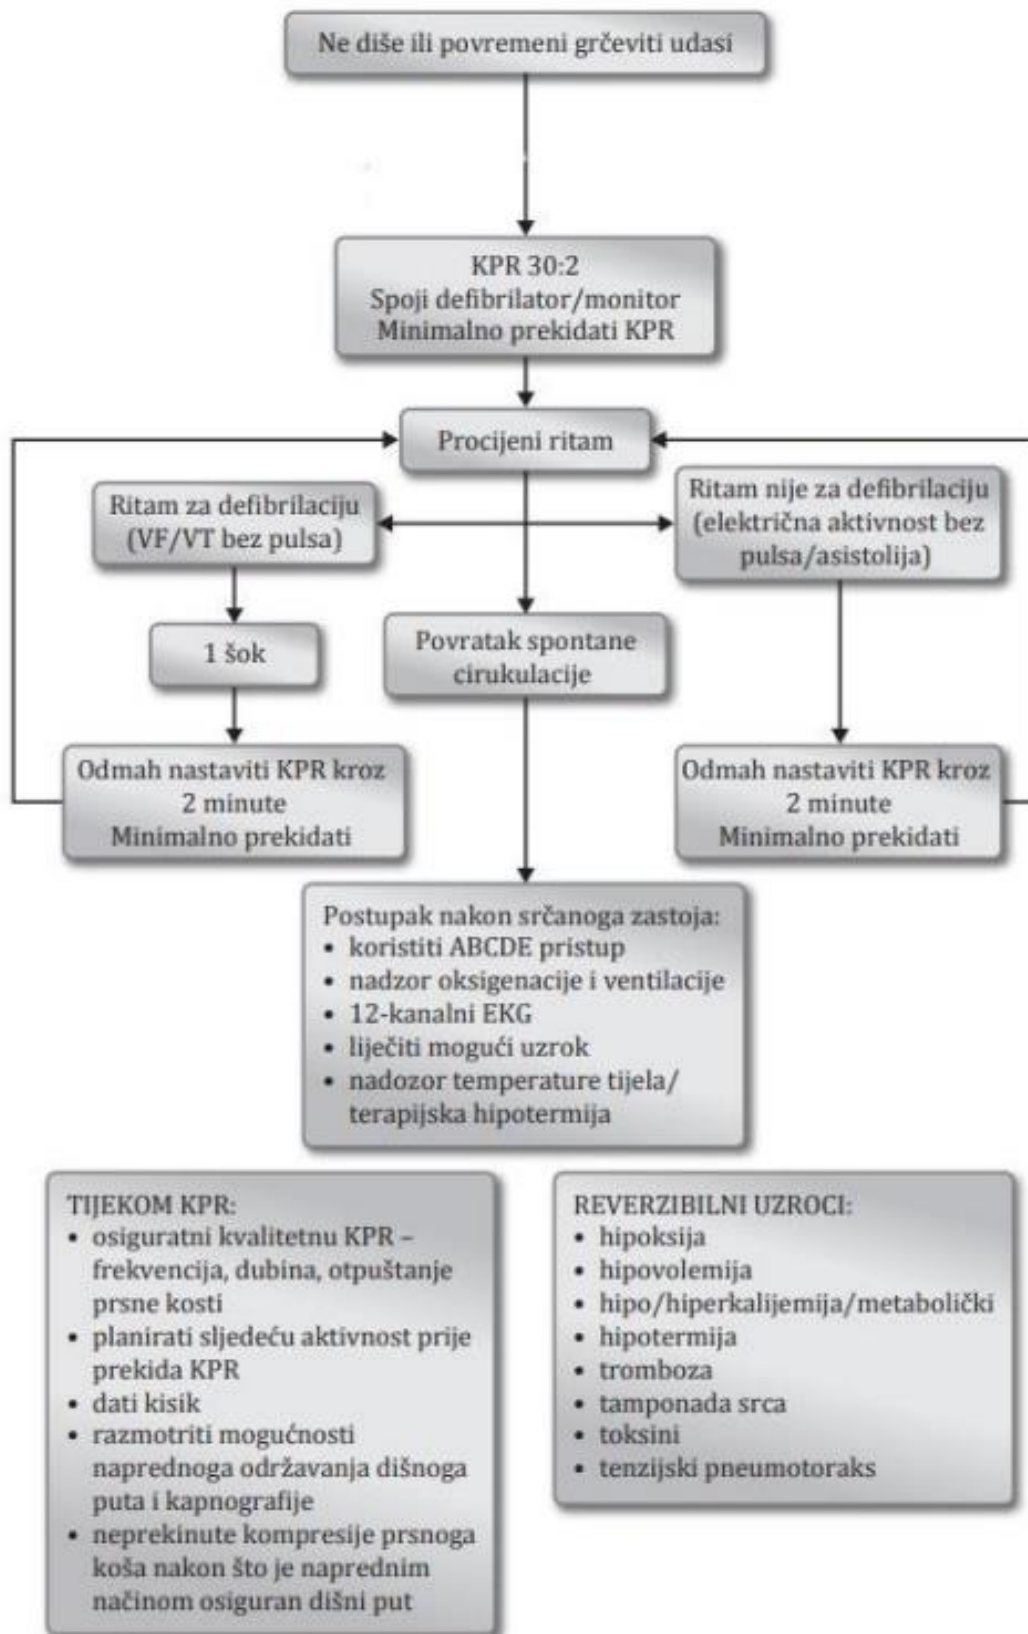 Ne diše ili povremeni grčeviti udasi
KPR 30:2
Spoji defibrilator/monitor
Minimalno prekidati KPR
Procijeni ritam
Ritam za defibrilaciju
(VF/VT bez pulsa)
Ritam nije za defibrilaciju
(električna aktivnost bez
pulsa/asistolija)
1 šok
Povratak spontane
cirukulacije
Odmah nastaviti KPR kroz
2 minute
Minimalno prekidati
Odmah nastaviti KPR kroz
2 minute
Minimalno prekidati
Postupak nakon srčanoga zastoja:
• koristiti ABCDE pristup
• nadzor oksigenacije i ventilacije
• 12-kanalni EKG
• liječiti mogući uzrok
• nadozor temperature tijela/
terapijska hipotermija
TIJEKOM KPR:
• osiguratni kvalitetnu KPR –
frekvencija, dubina, otpuštanje
prsne kosti
• planirati sljedeću aktivnost prije
prekida KPR
• dati kisik
• razmotriti mogućnosti
naprednoga održavanja dišnoga
puta i kapnografije
• neprekinute kompresije prsnoga
koša nakon što je naprednim
načinom osiguran dišni put
REVERZIBILNI UZROCI:
• hipoksija
• hipovolemija
• hipo/hiperkalijemija/metabolički
• hipotermija
• tromboza
• tamponada srca
• toksini
• tenzijski pneumotoraks